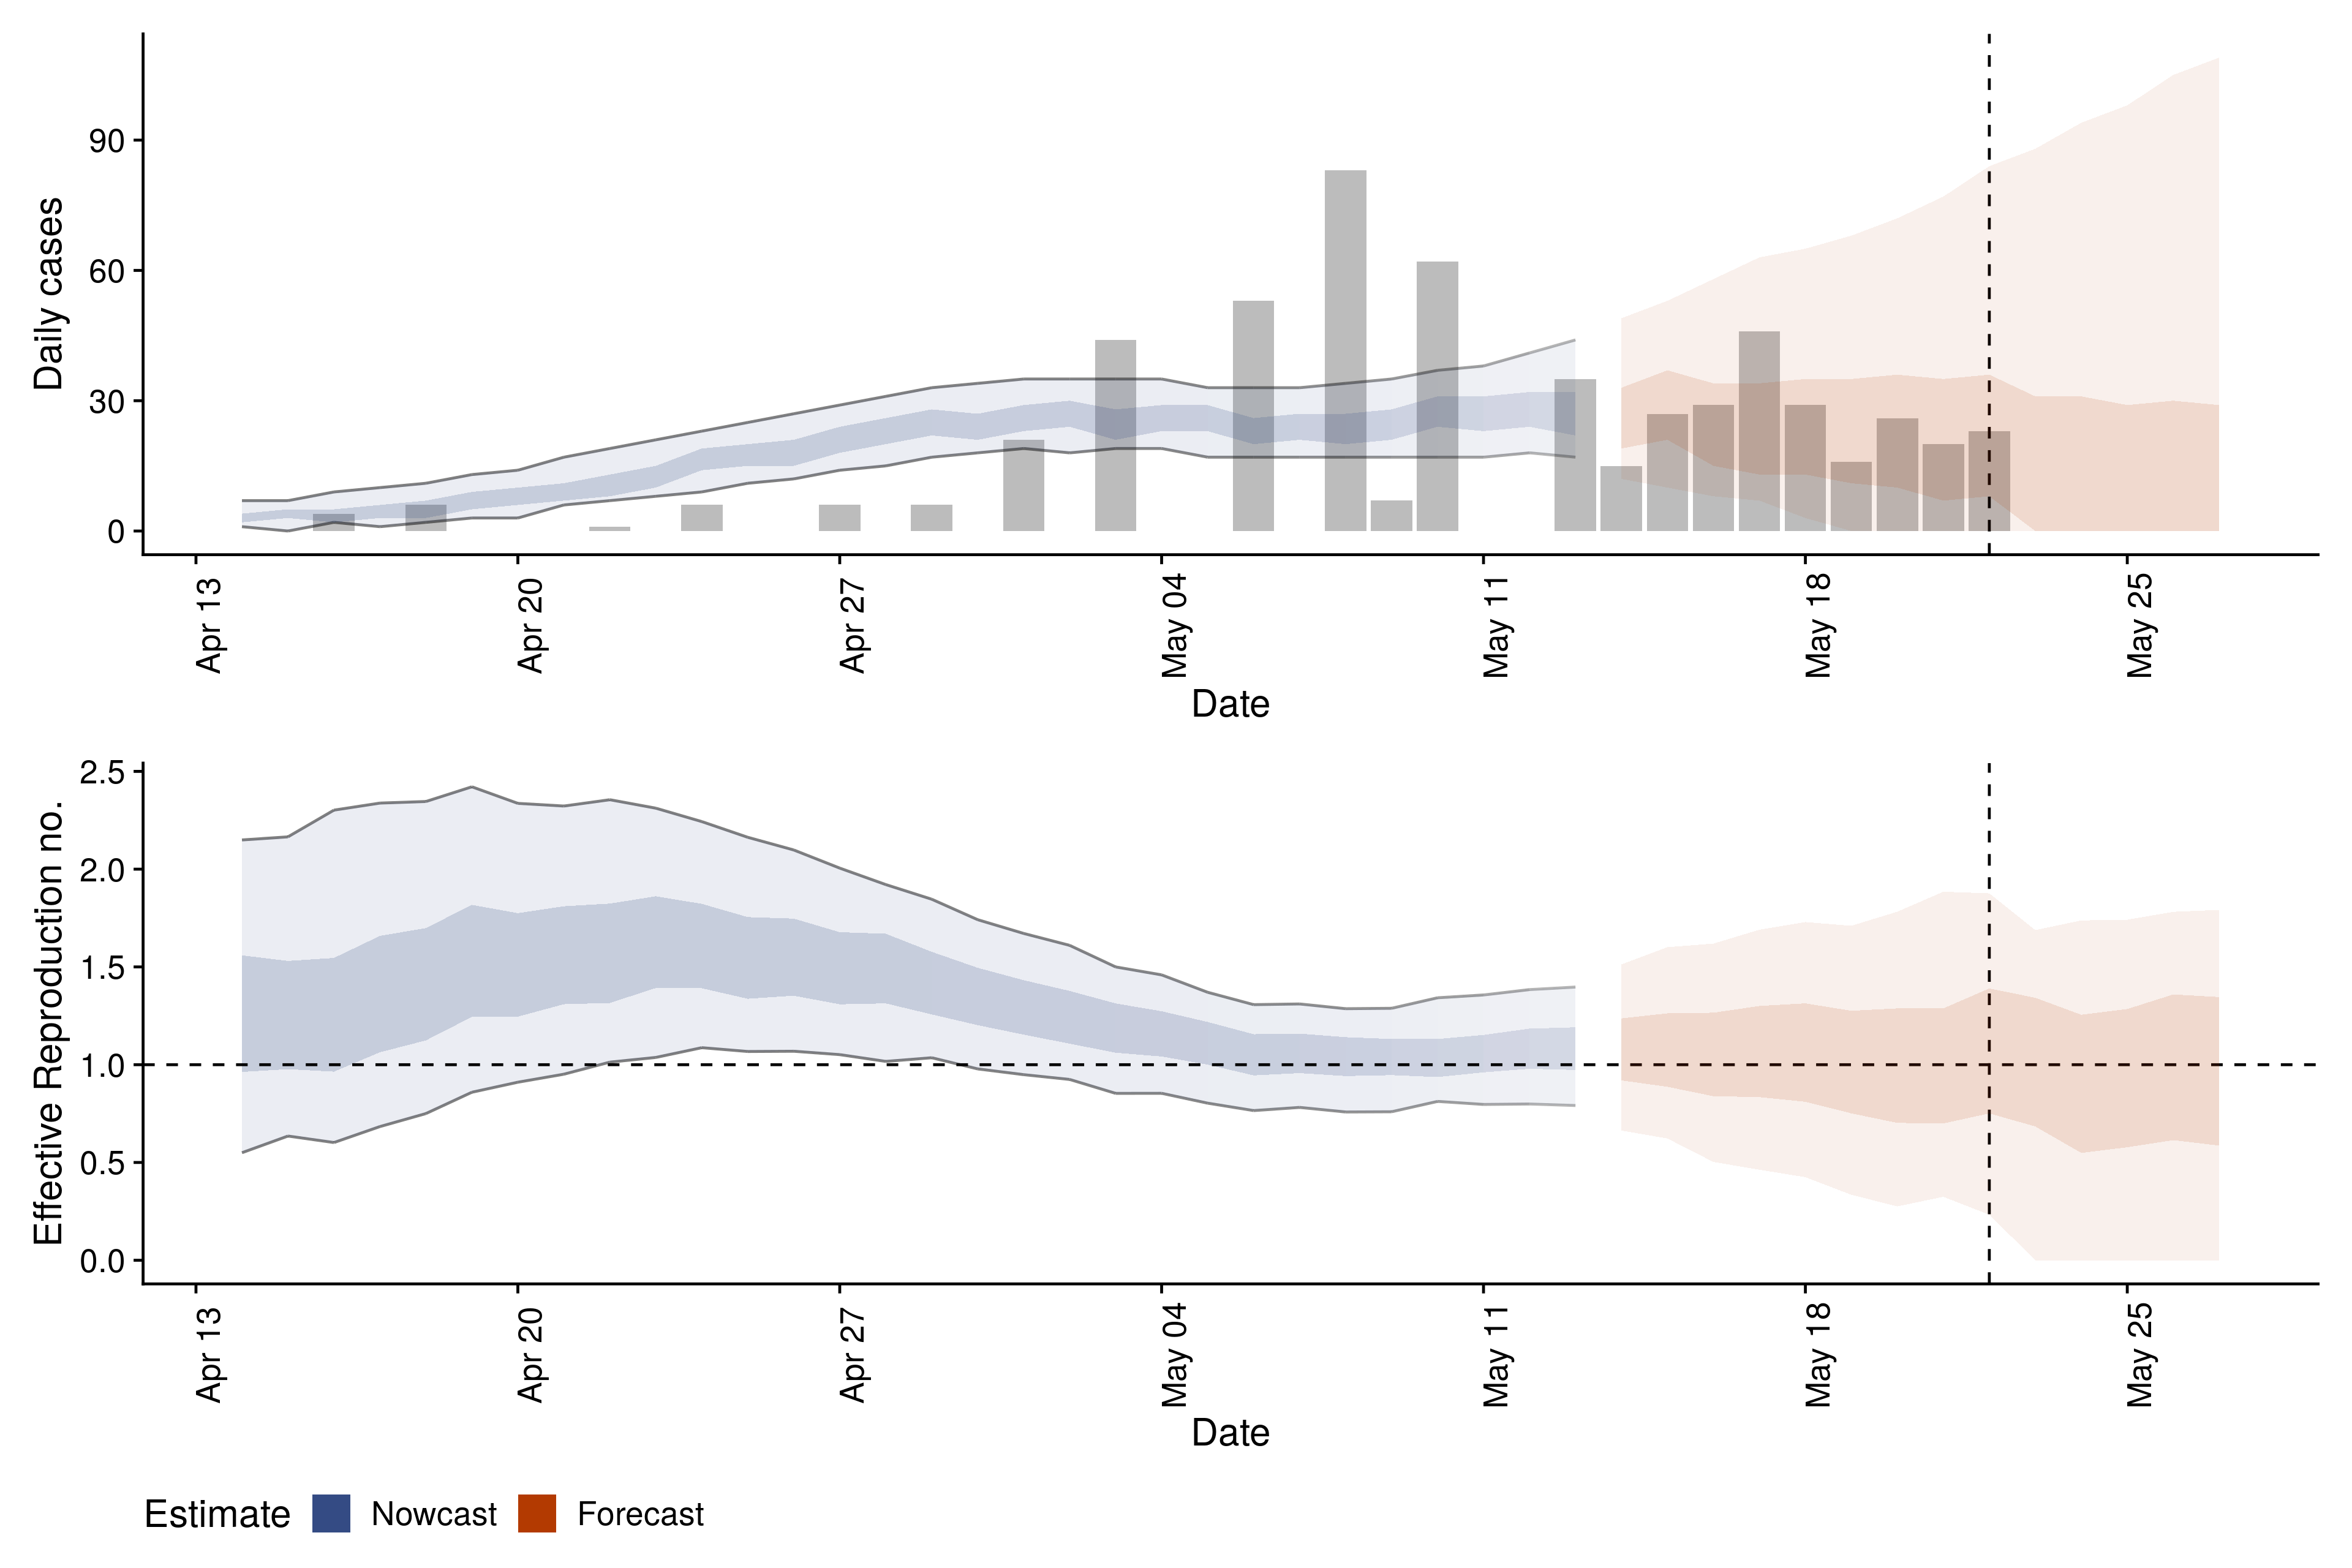 Daily cases
90
60
30
0
Apr 13
Apr 20
Apr 27
May 04
May 11
May 18
May 25
Date
Effective Reproduction no.
2.5
2.0
1.5
1.0
0.5
0.0
Apr 13
Apr 20
Apr 27
May 04
May 11
May 18
May 25
Date
Estimate Nowcast Forecast